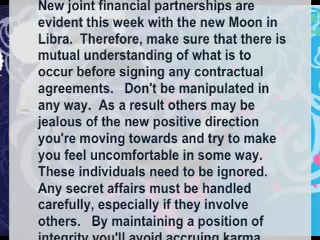 New joint financial partnerships are
evident this week with the new Moon in
Libra.  Therefore, make sure that there is
mutual understanding of what is to
occur before signing any contractual
agreements.   Don't be manipulated in
any way.  As a result others may be
jealous of the new positive direction
you're moving towards and try to make
you feel uncomfortable in some way.
These individuals need to be ignored.
Any secret affairs must be handled
carefully, especially if they involve
others.   By maintaining a position of
integrity you'll avoid accruing karma